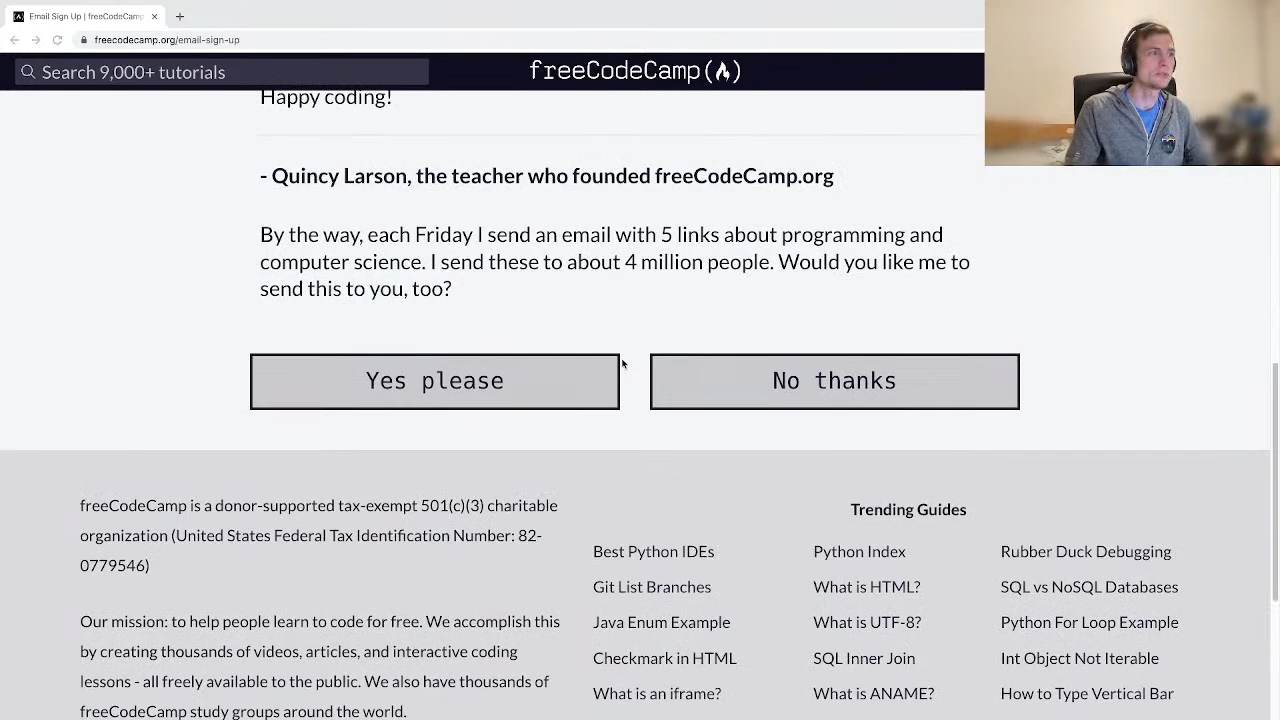 Email Sign Up | freeCodeCamp
freecodecamp.org/email-sign-up
Search 9,000+ tutorials
freeCodeCamp
Happy coding!
- Quincy Larson, the teacher who founded freeCodeCamp.org
By the way, each Friday I send an email with 5 links about programming and
computer science. I send these to about 4 million people. Would you like me to
send this to you, too?
Yes please
No thanks
freeCodeCamp is a donor-supported tax-exempt 501(c)(3) charitable
organization (United States Federal Tax Identification Number: 82-
0779546)
Our mission: to help people learn to code for free. We accomplish this
by creating thousands of videos, articles, and interactive coding
lessons - all freely available to the public. We also have thousands of
freeCodeCamp study groups around the world.
Trending Guides
Best Python IDEs
Git List Branches
Java Enum Example
Checkmark in HTML
What is an iframe?
Python Index
What is HTML?
What is UTF-8?
SQL Inner Join
What is ANAME?
Rubber Duck Debugging
SQL vs NoSQL Databases
Python For Loop Example
Int Object Not Iterable
How to Type Vertical Bar